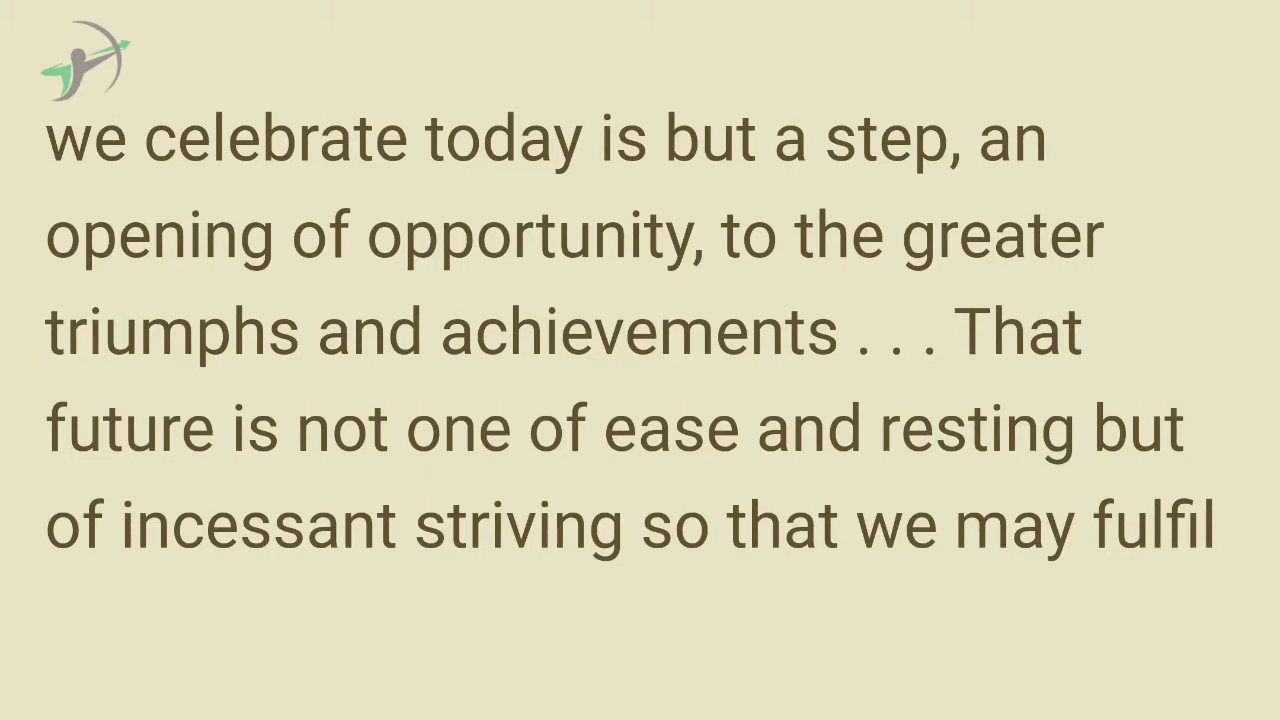 we celebrate today is but a step, an
opening of opportunity, to the greater
triumphs and achievements . . . That
future is not one of ease and resting but
of incessant striving so that we may fulfil